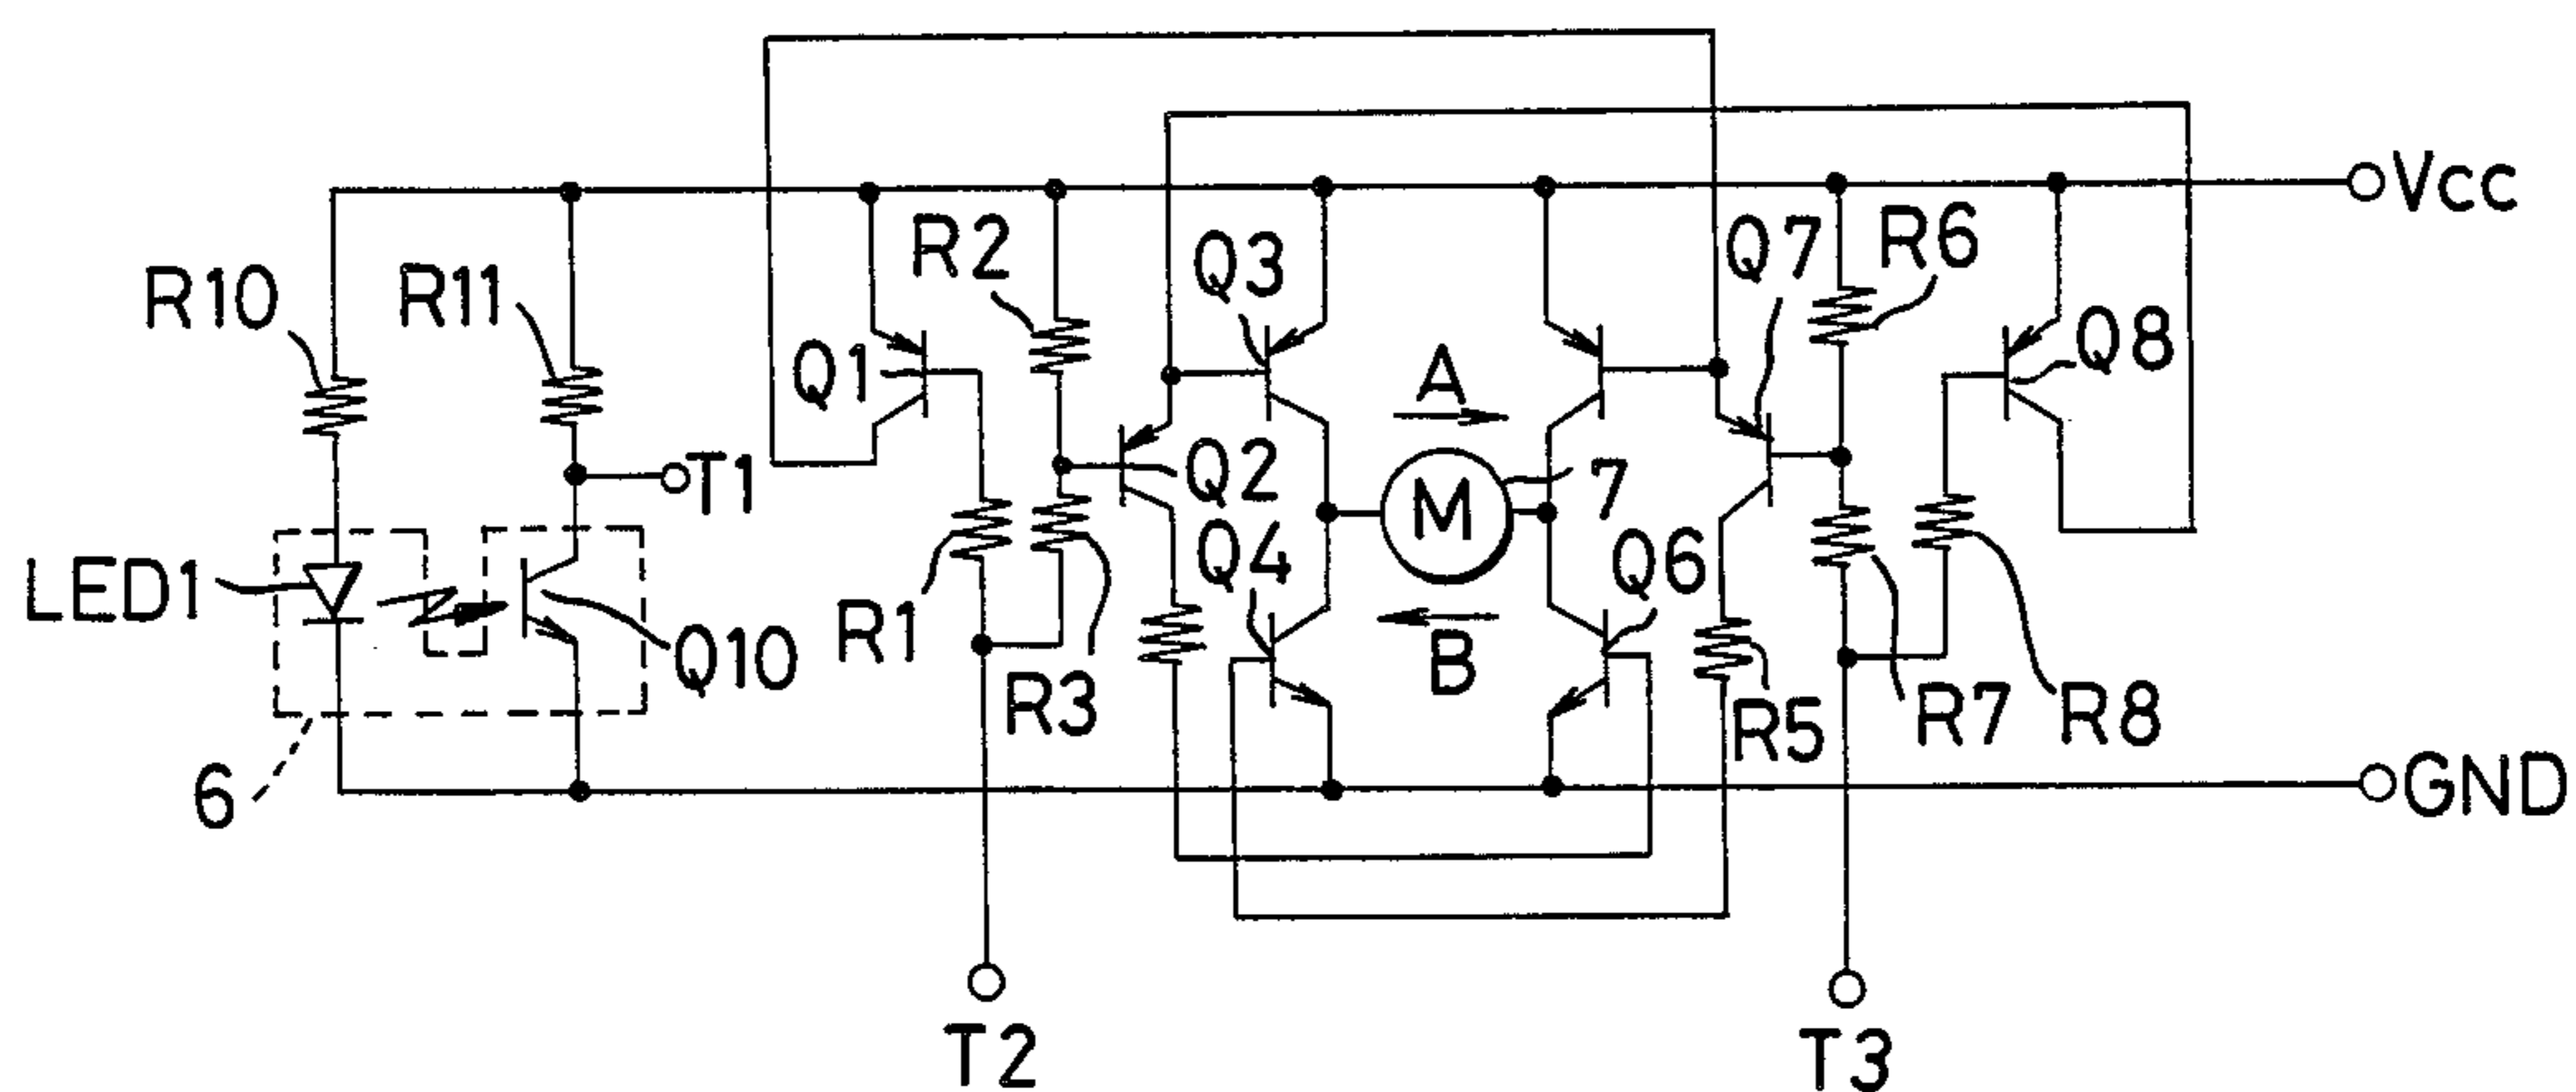 Vcc
R2
Q3
Q7
R6
R10
R11
Q1
Q8
A
T1
Q2
M
7
LED1
Q4
Q6
R1
Q10
B
R3
R5
R7
R8
6
GND
T2
T3